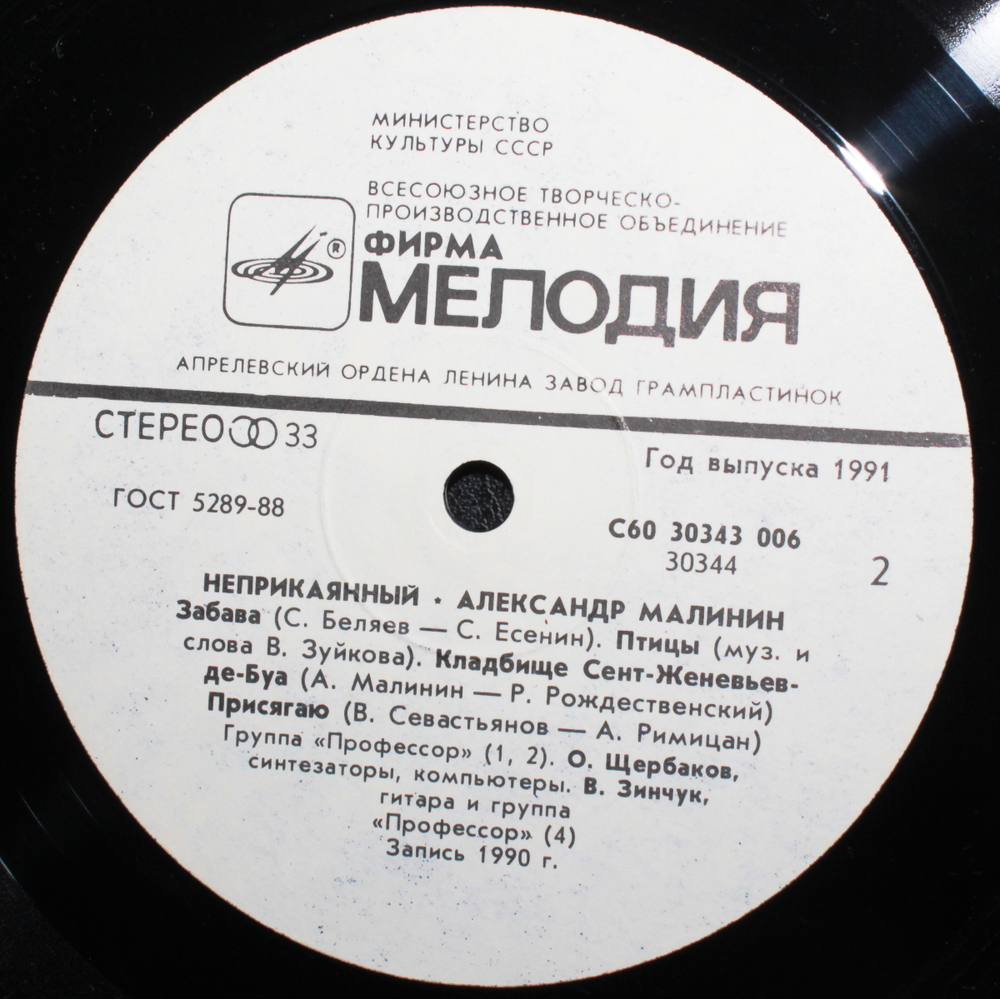 МИНИСТЕРСТВО
КУЛЬТУРЫ СССР
ВСЕСОЮЗНОЕ ТВОРЧЕСКО-
ПРОИЗВОДСТВЕННОЕ ОБЪЕДИНЕНИЕ
ФИРМА
®
МЕЛОДИЯ
АПРЕЛЕВСКИЙ ОРДЕНА ЛЕНИНА ЗАВОД ГРАМПЛАСТИНОК
СТЕРЕО 33
Год выпуска 1991
ГОСТ 5289-88
С60 30343 006
30344
2
НЕПРИКАЯННЫЙ • АЛЕКСАНДР МАЛИНИН
Забава (С. Беляев — С. Есенин). Птицы (муз. и
слова В. Зуйкова). Кладбище Сент-Женевьев-
де-Буа (А. Малинин — Р. Рождественский)
Присягаю (В. Севастьянов — А. Римицан)
Группа «Профессор» (1, 2). О. Щербаков,
синтезаторы, компьютеры. В. Зинчук,
гитара и группа
«Профессор» (4)
Запись 1990 г.